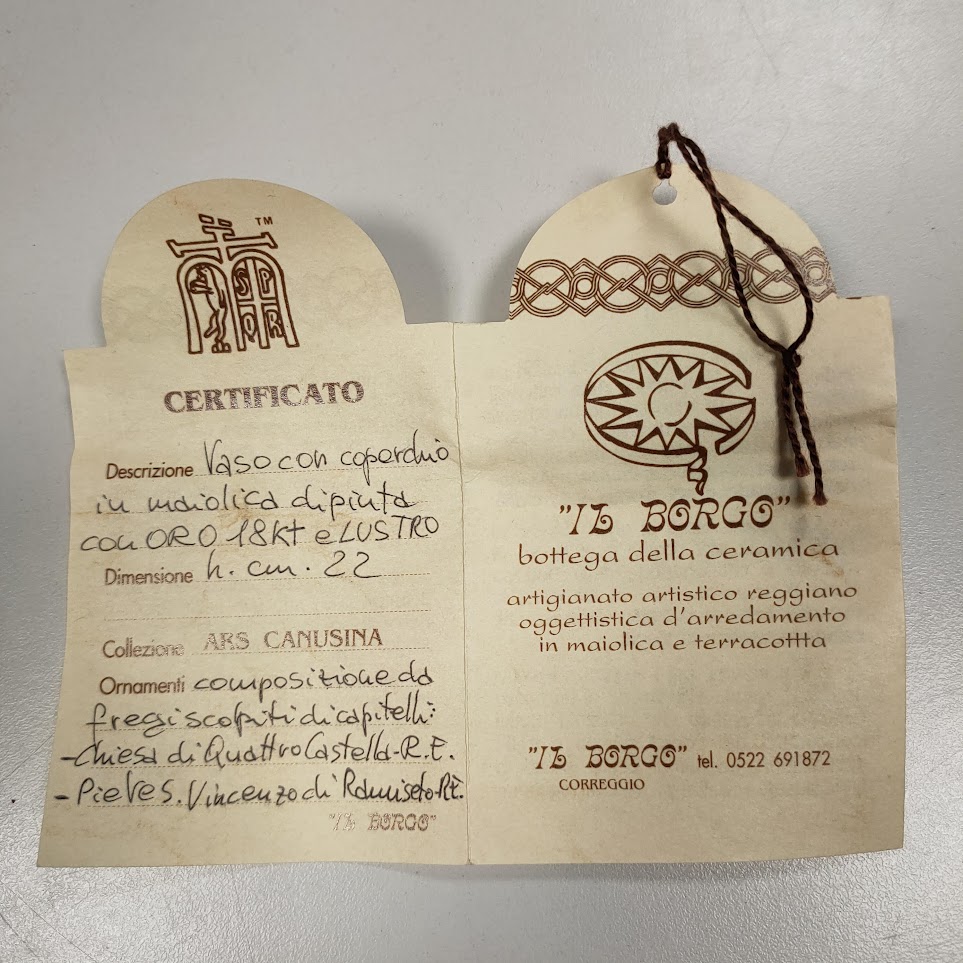 TM
CERTIFICATO
Descrizione Vaso con coperchio
in maiolica dipinta
con ORO 18Kt e LUSTRO
Dimensione h. cm. 22
Collezione ARS CANUSINA
Ornamenti composizione da
fregi scolpiti di capitelli:
- Chiesa di Quattro Castella - R.E.
- Pieve S. Vincenzo di Ramiseto - R.E.
"IL BORGO"
"IL BORGO"
bottega della ceramica
artigianato artistico reggiano
oggettistica d'arredamento
in maiolica e terracottta
"IL BORGO" tel. 0522 691872
CORREGGIO